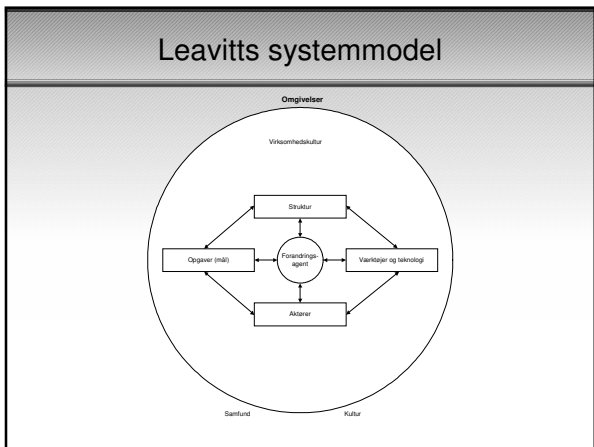 Leavitts systemmodel
Omgivelser
Virksomhedskultur
Struktur
Opgaver (mål)
Forandrings-
agent
Værktøjer og teknologi
Aktører
Samfund
Kultur